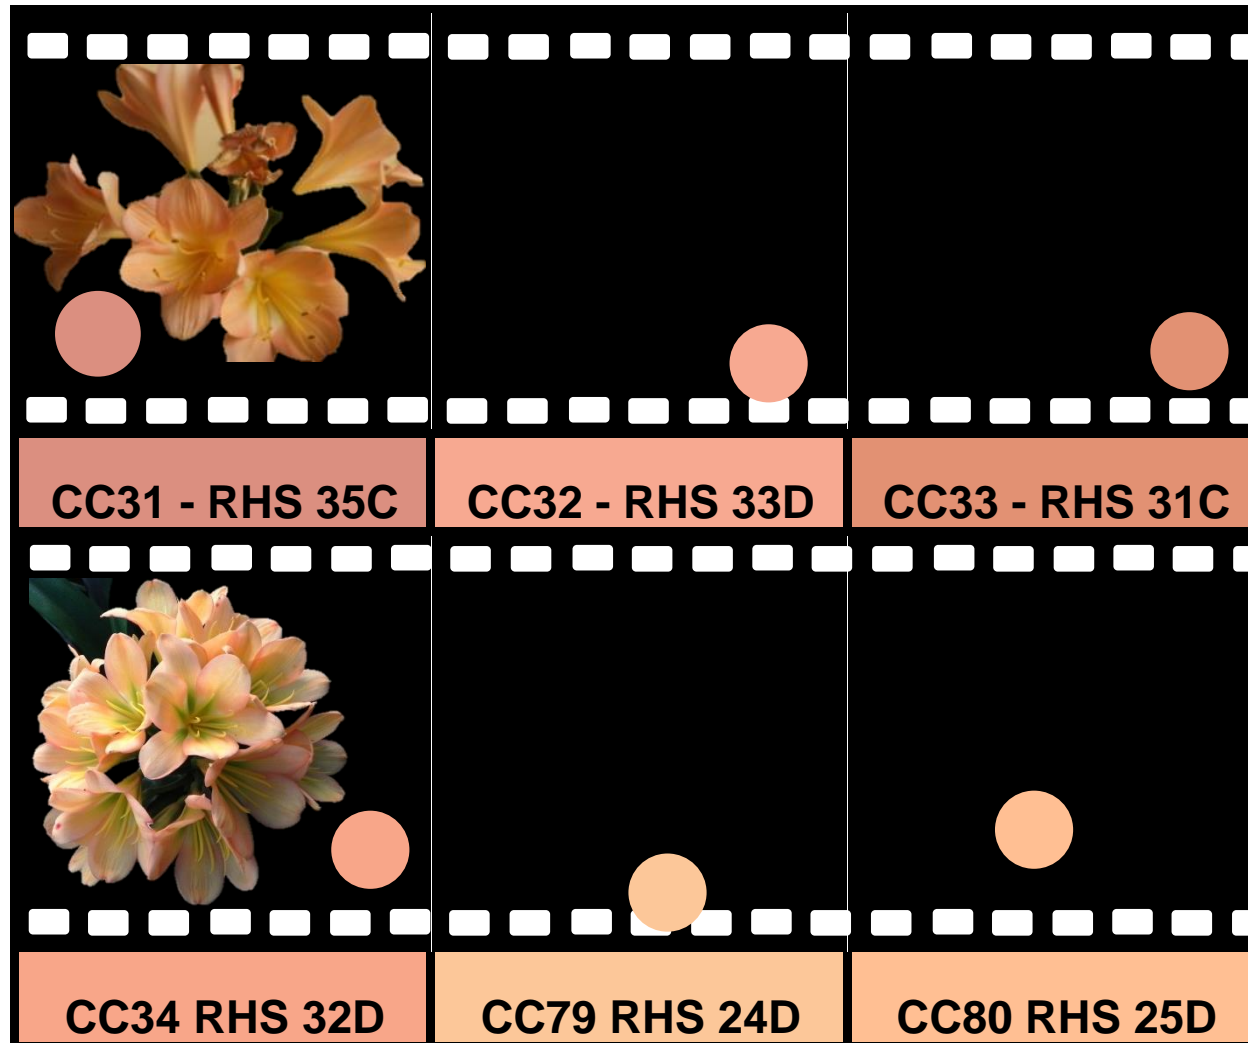 CC31 - RHS 35C
CC32 - RHS 33D
CC33 - RHS 31C
CC34 RHS 32D
CC79 RHS 24D
CC80 RHS 25D